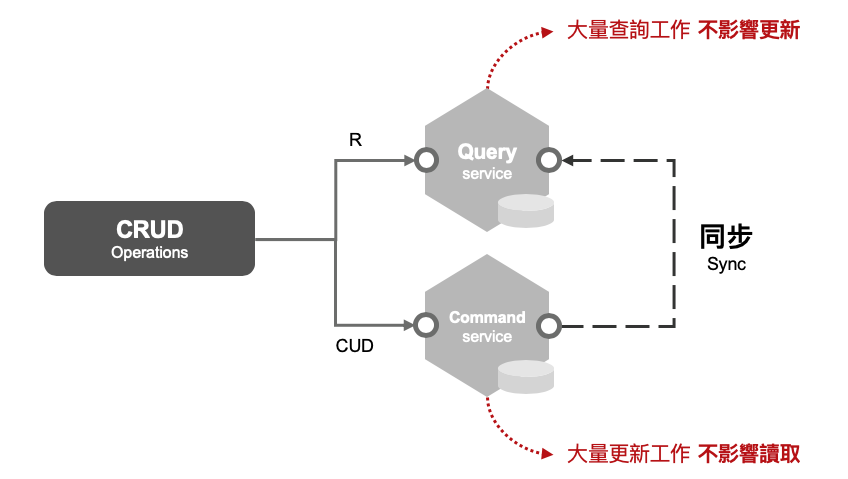 大量查詢工作 不影響更新
R
Query
service
CRUD
Operations
同步
Sync
Command
service
CUD
大量更新工作 不影響讀取